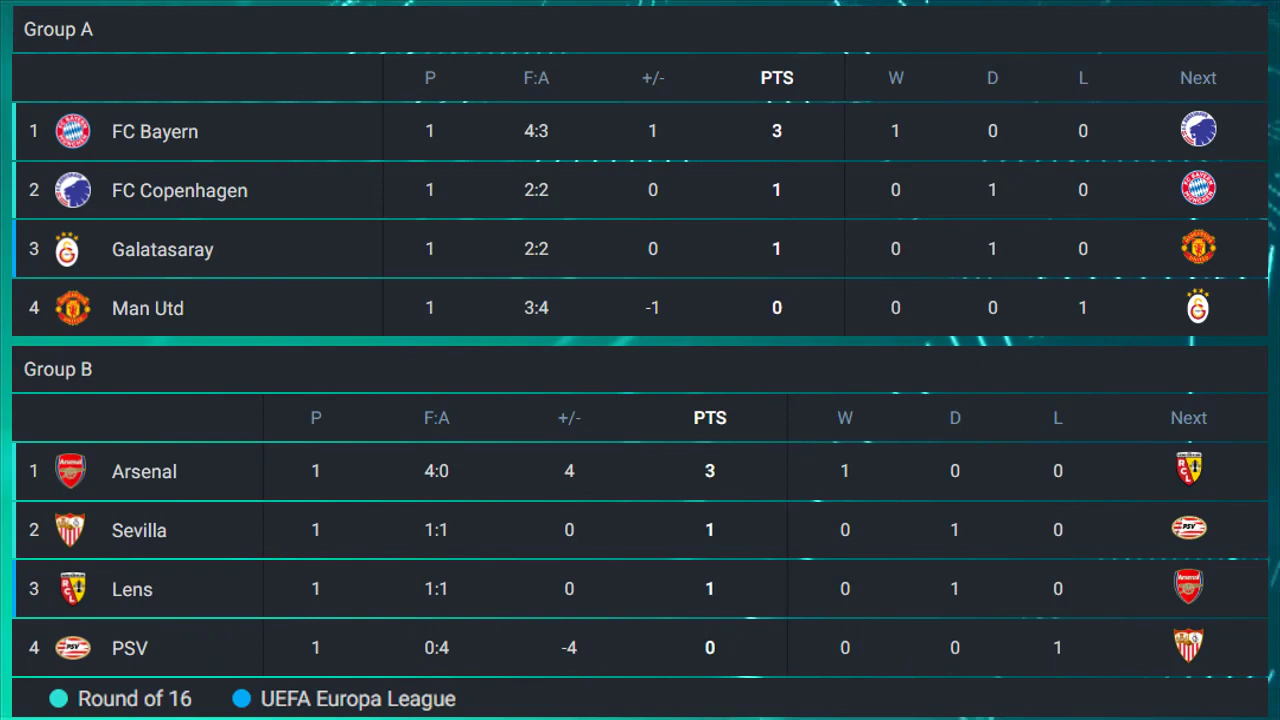 Group A
P F:A +/- PTS W D L Next
1 FC Bayern 1 4:3 1 3 1 0 0
2 FC Copenhagen 1 2:2 0 1 0 1 0
3 Galatasaray 1 2:2 0 1 0 1 0
4 Man Utd 1 3:4 -1 0 0 0 1
Group B
P F:A +/- PTS W D L Next
1 Arsenal 1 4:0 4 3 1 0 0
2 Sevilla 1 1:1 0 1 0 1 0
3 Lens 1 1:1 0 1 0 1 0
4 PSV 1 0:4 -4 0 0 0 1
Round of 16 UEFA Europa League